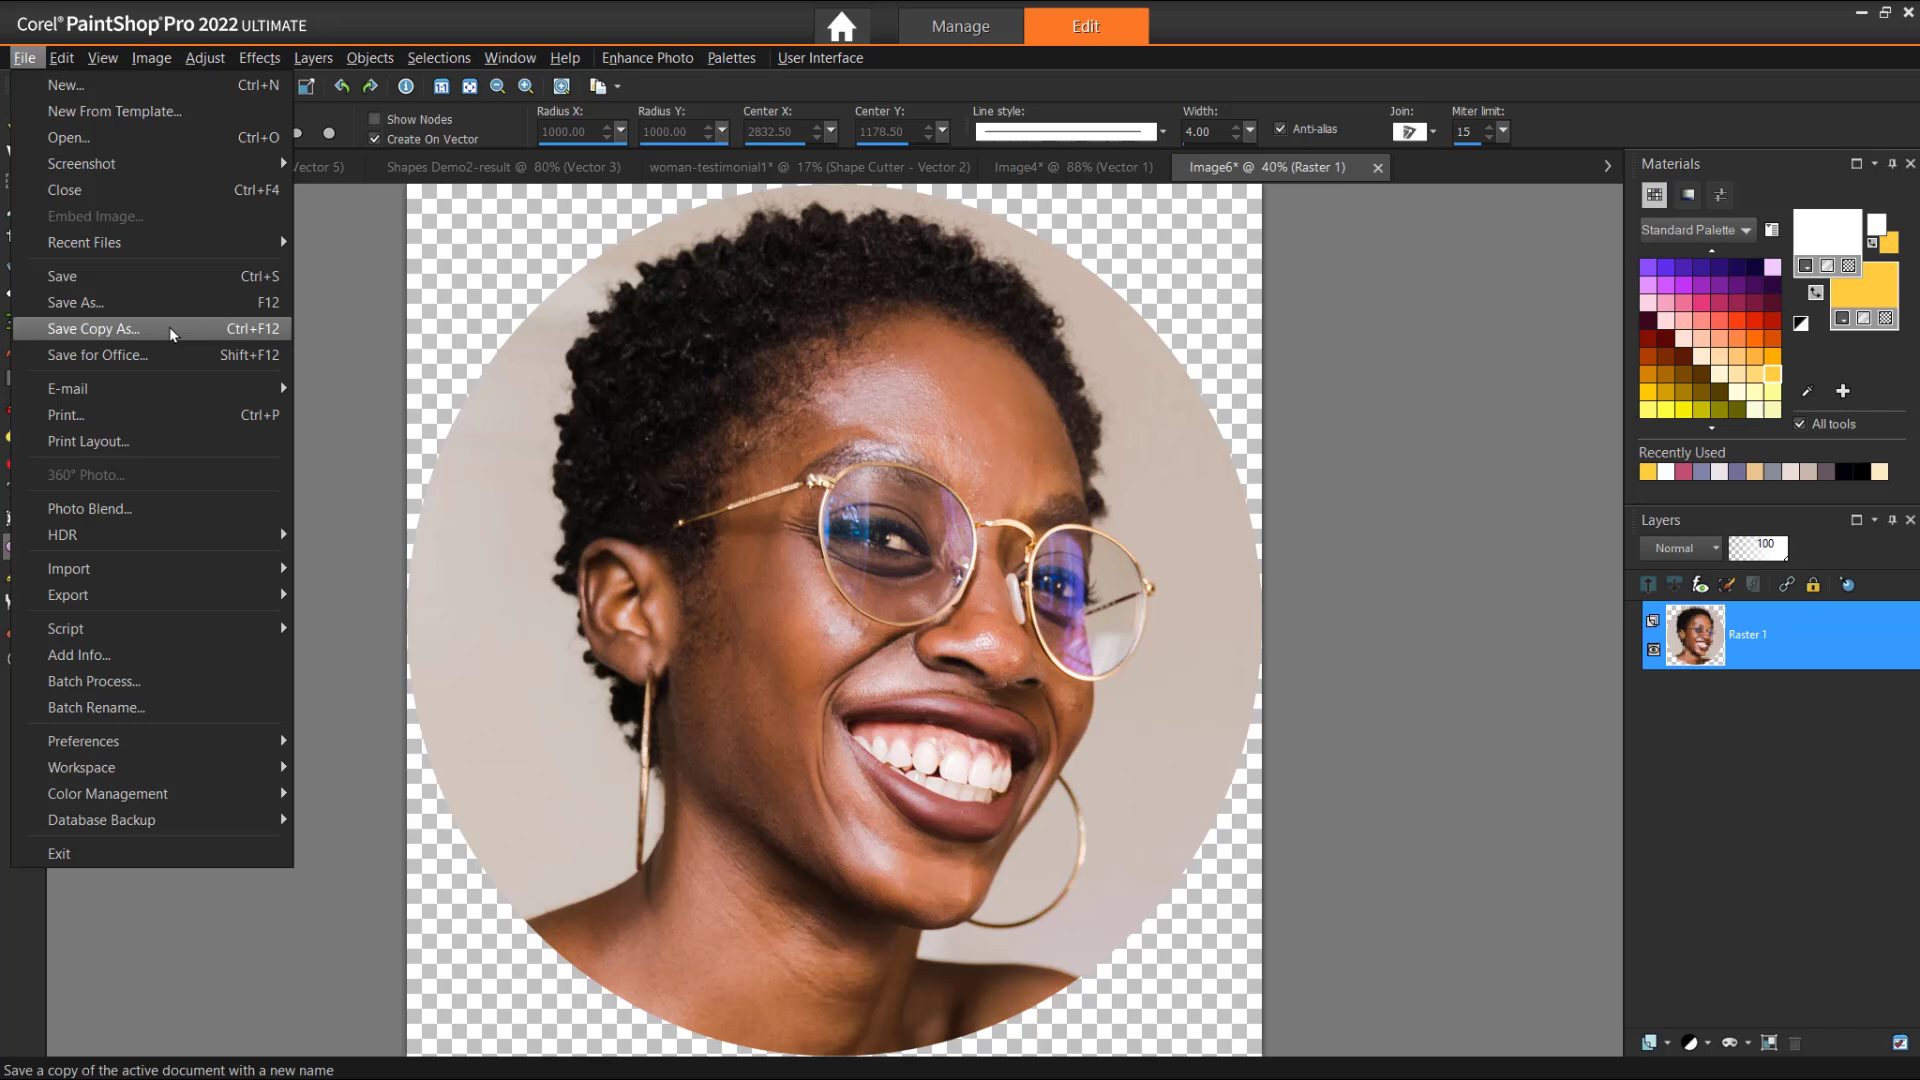 Corel® PaintShop® Pro 2022 ULTIMATE
Manage
Edit
File Edit View Image Adjust Effects Layers Objects Selections Window Help Enhance Photo Palettes User Interface
New... Ctrl+N
New From Template...
Open... Ctrl+O
Screenshot
Close Ctrl+F4
Embed Image...
Recent Files
Save Ctrl+S
Save As... F12
Save Copy As... Ctrl+F12
Save for Office... Shift+F12
E-mail
Print... Ctrl+P
Print Layout...
360° Photo...
Photo Blend...
HDR
Import
Export
Script
Add Info...
Batch Process...
Batch Rename...
Preferences
Workspace
Color Management
Database Backup
Exit
Show Nodes
Create On Vector
Radius X: Radius Y: Center X: Center Y: Line style: Width: Join: Miter limit:
1000.00 1000.00 2832.50 1178.50 4.00 Anti-alias 15
Vector 5) Shapes Demo2-result @ 80% (Vector 3) woman-testimonial1* @ 17% (Shape Cutter - Vector 2) Image4* @ 88% (Vector 1) Image6* @ 40% (Raster 1)
Materials
Standard Palette
All tools
Recently Used
Layers
Normal 100
Raster 1
Save a copy of the active document with a new name